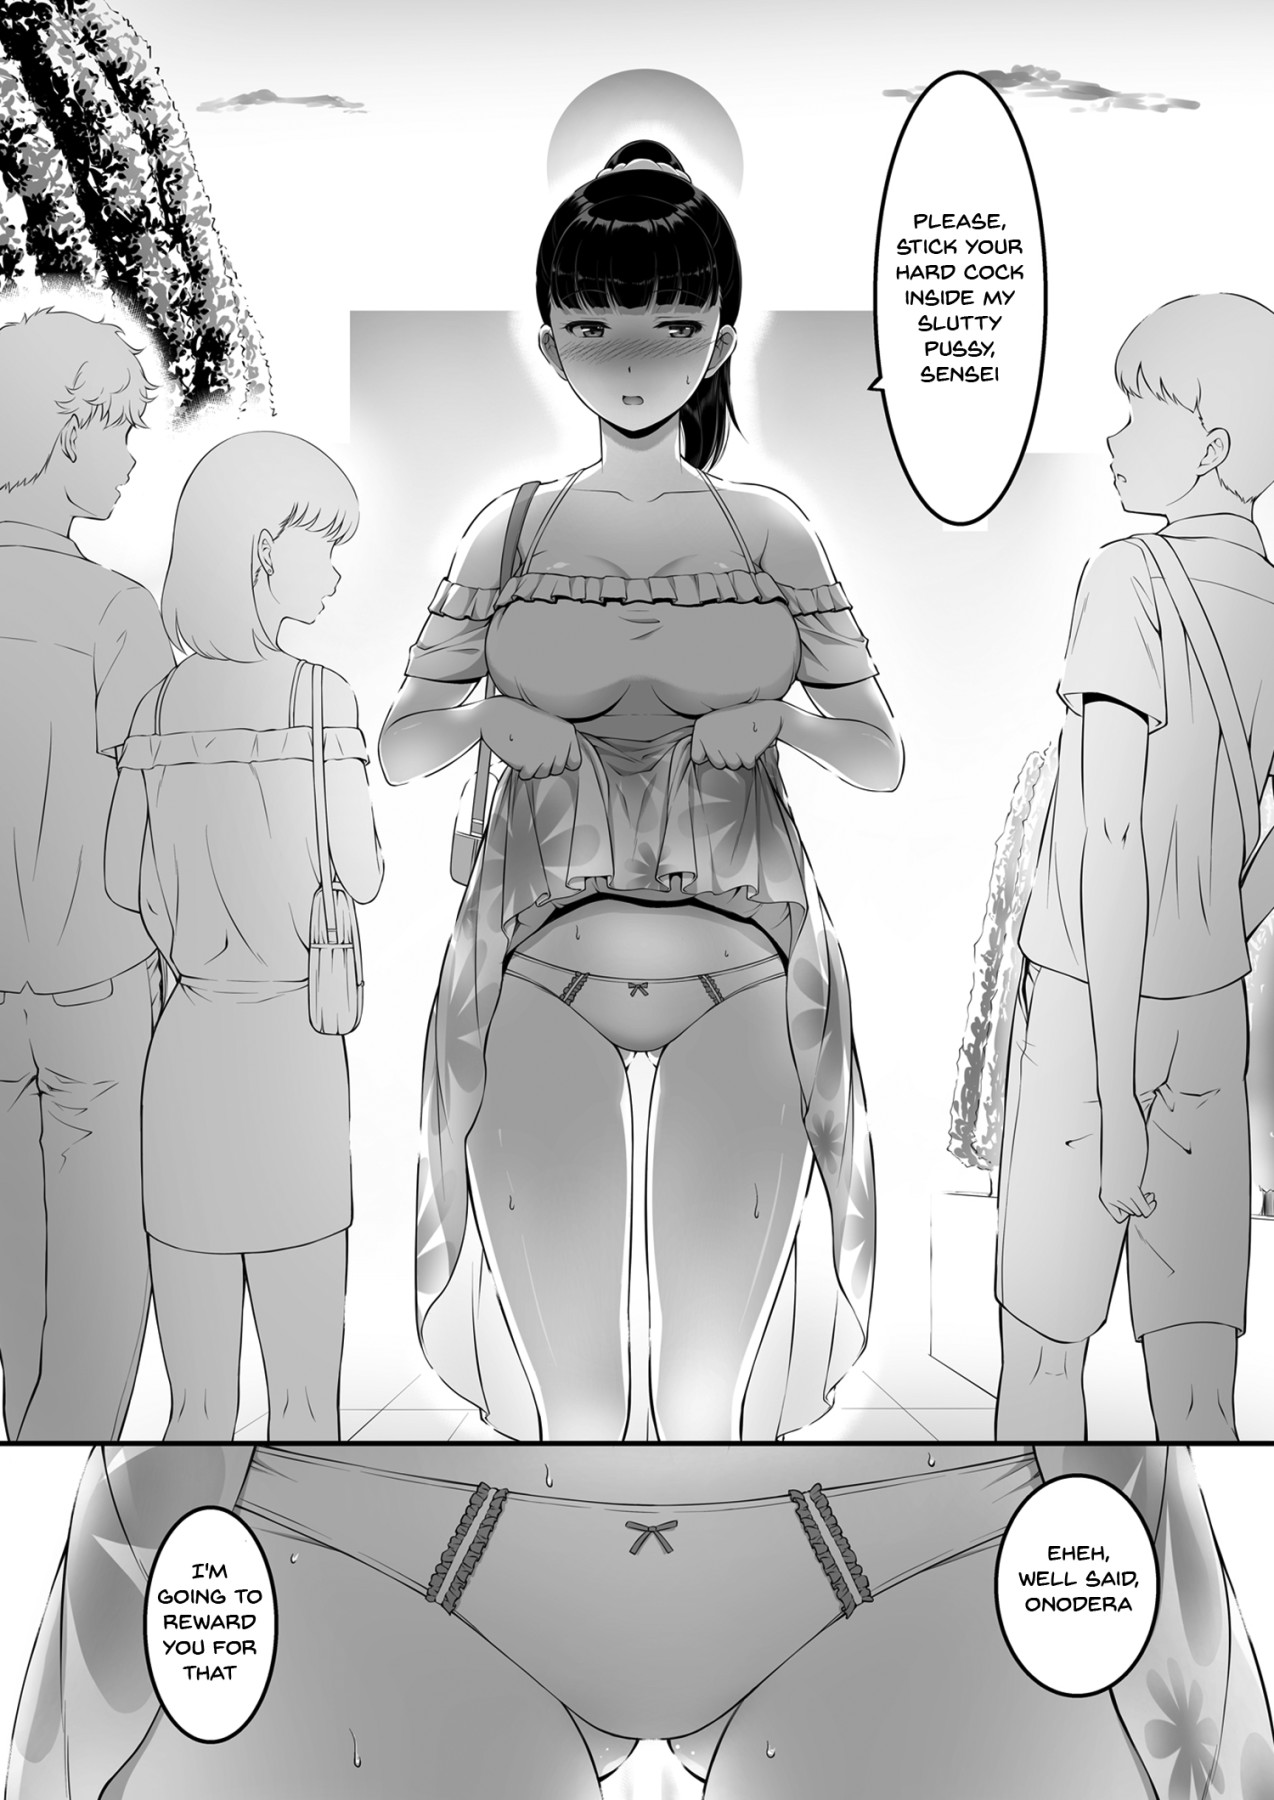 PLEASE,
STICK YOUR
HARD COCK
INSIDE MY
SLUTTY
PUSSY,
SENSEI
EHEH,
WELL SAID,
ONODERA
I'M
GOING TO
REWARD
YOU FOR
THAT